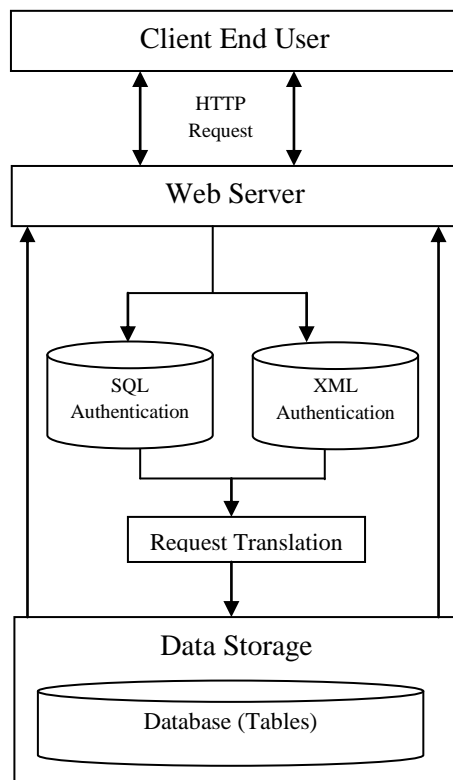 Client End User
HTTP
Request
Web Server
SQL
Authentication
XML
Authentication
Request Translation
Data Storage
Database (Tables)